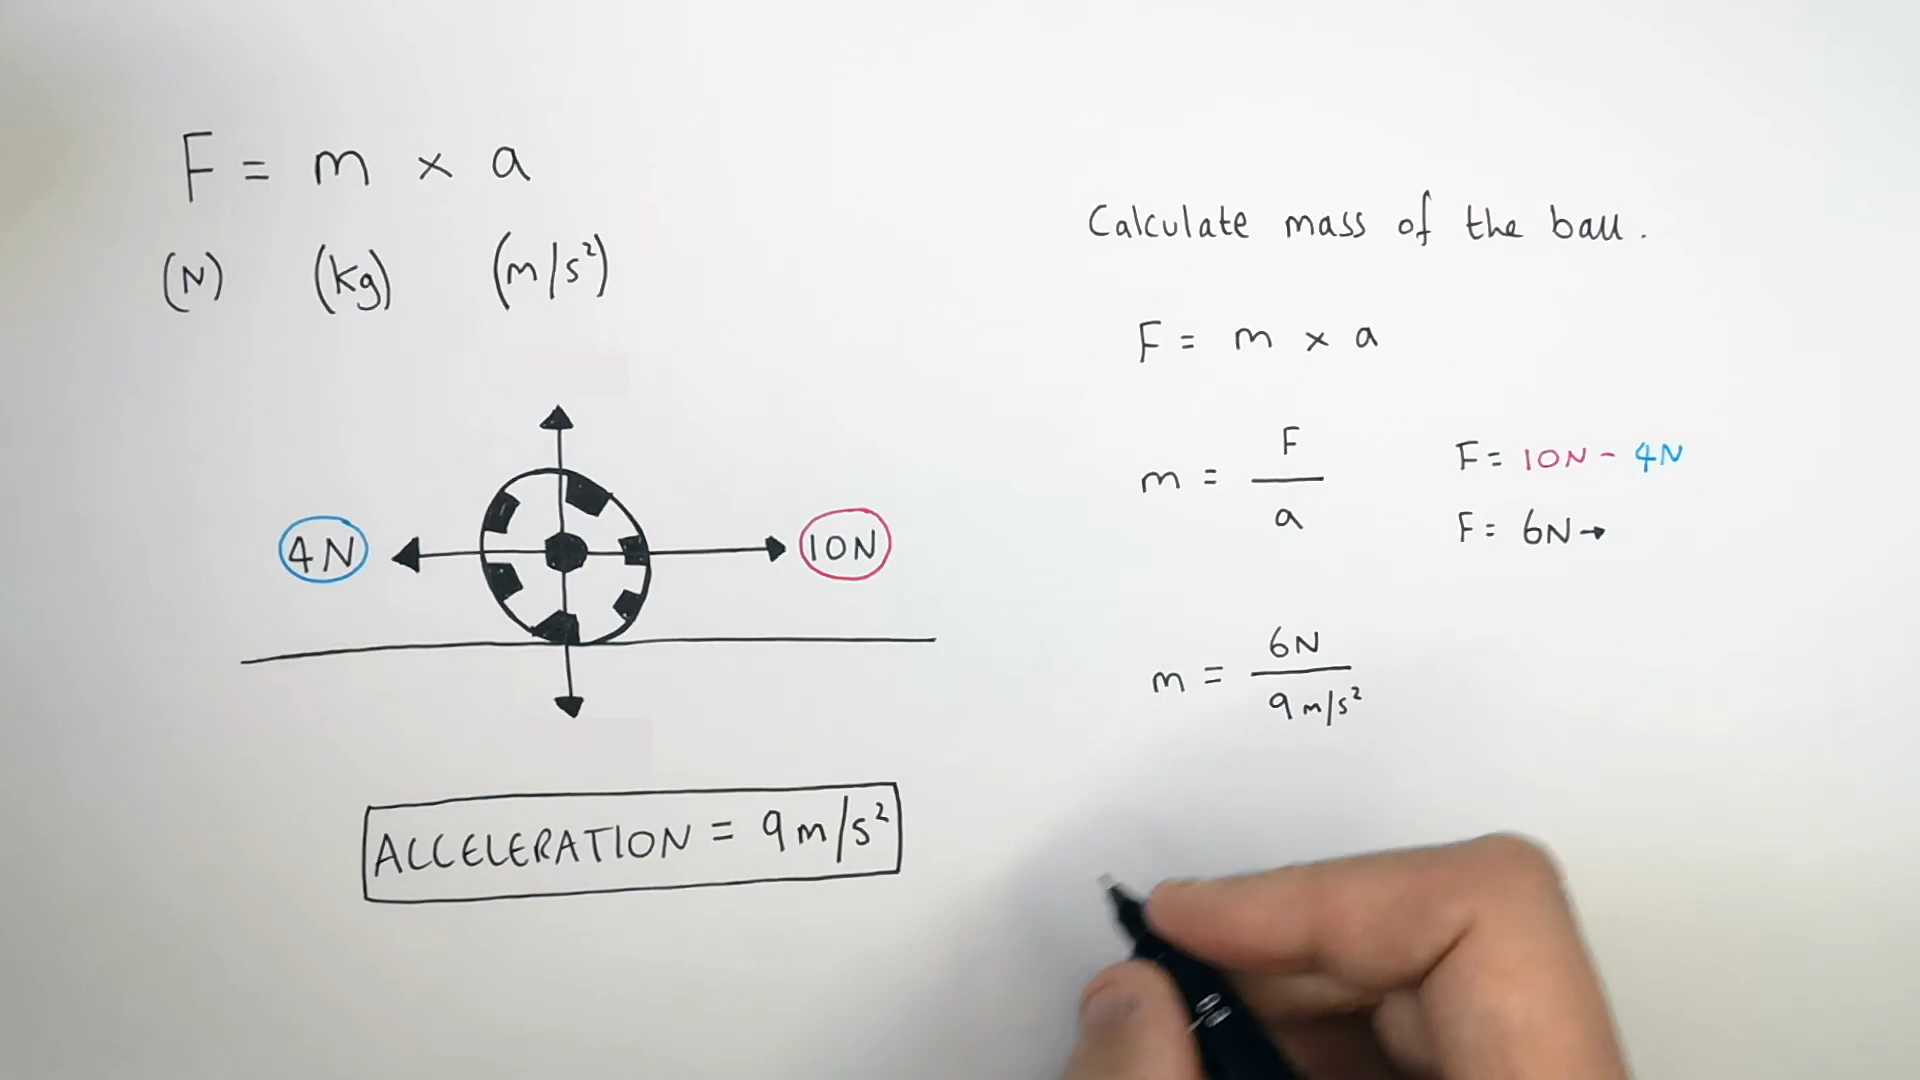 F = m × a
(N) (kg) (m/s²)
4N
10N
ACCELERATION = 9m/s²
Calculate mass of the ball.
F = m × a
m = F/a
F = 10N - 4N
F = 6N→
m = 6N/9m/s²